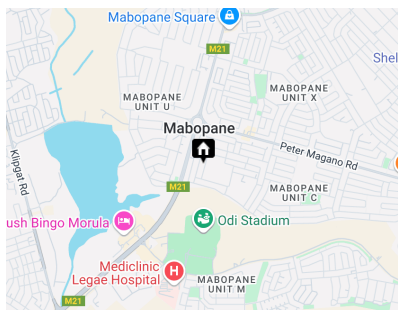 Mabopane Square
M21
Shel
MABOPANE
UNIT U
MABOPANE
UNIT X
Mabopane
Peter Magano Rd
Klipgat Rd
M21
MABOPANE
UNIT C
ush Bingo Morula
Odi Stadium
Mediclinic
Legae Hospital
H
MABOPANE
UNIT M
M21